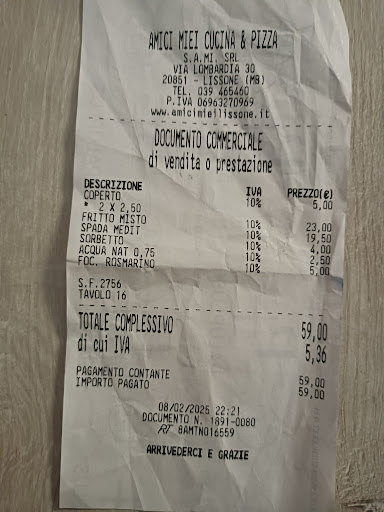 AMICI MIEI CUCINA & PIZZA
S.A.MI. SRL
VIA LOMBARDIA 30
20851 - LISSONE (MB)
TEL. 039 465460
P.IVA 06963270969
www.amicimieilissone.it
DOCUMENTO COMMERCIALE
di vendita o prestazione
DESCRIZIONE IVA PREZZO(€)
COPERTO 10% 5,00
* 2 X 2,50
FRITTO MISTO 10% 23,00
SPADA MEDIT 10% 19,50
SORBETTO 10% 4,00
ACQUA NAT 0,75 10% 2,50
FOC. ROSMARINO 10% 5,00
S.F.2756
TAVOLO 16
TOTALE COMPLESSIVO 59,00
di cui IVA 5,36
PAGAMENTO CONTANTE 59,00
IMPORTO PAGATO 59,00
08/02/2025 22:21
DOCUMENTO N. 1891-0080
RT 8AMTN016559
ARRIVEDERCI E GRAZIE